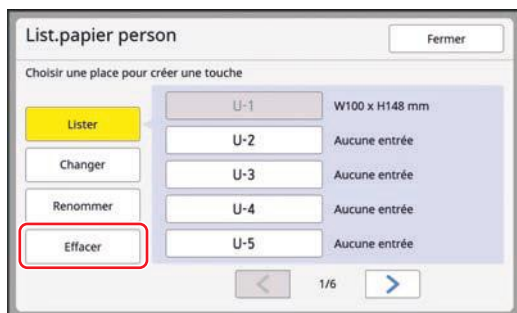 List.papier person
Fermer
Choisir une place pour créer une touche
Lister
Changer
Renommer
Effacer
U-1 W100 x H148 mm
U-2 Aucune entrée
U-3 Aucune entrée
U-4 Aucune entrée
U-5 Aucune entrée
< 1/6 >